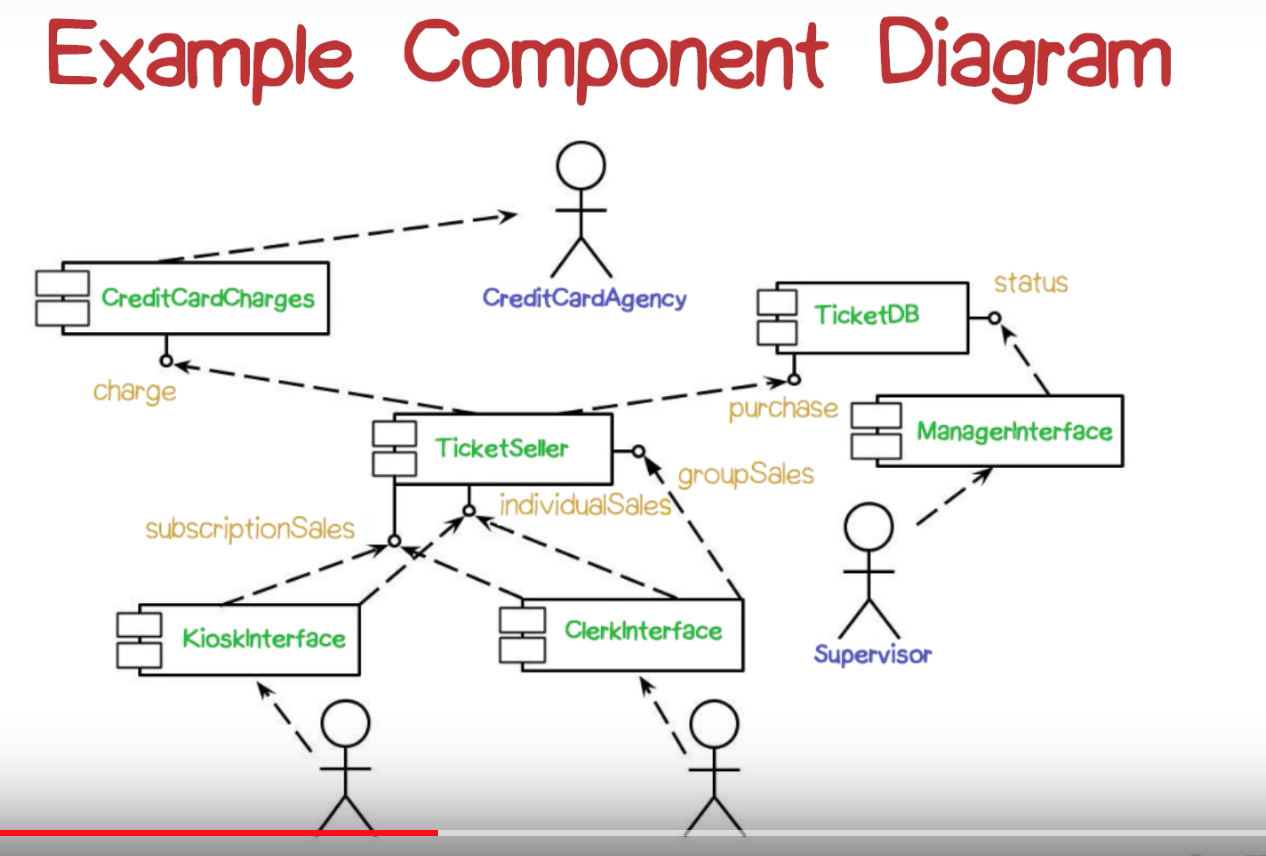 Example Component Diagram
CreditCardAgency
CreditCardCharges
status
TicketDB
charge
purchase
ManagerInterface
TicketSeller
groupSales
individualSales
subscriptionSales
KioskInterface
ClerkInterface
Supervisor